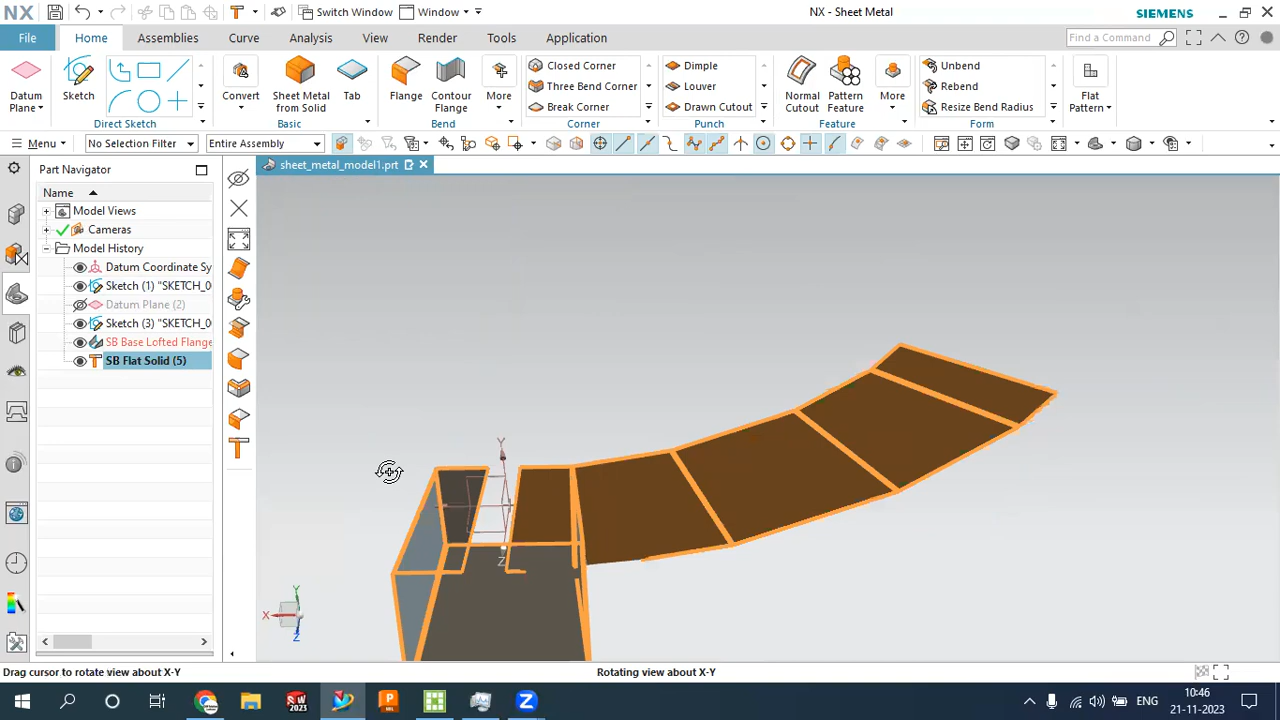 NX
Switch Window
Window
NX - Sheet Metal
SIEMENS
File
Home
Assemblies
Curve
Analysis
View
Render
Tools
Application
Find a Command
Datum
Plane
Sketch
Direct Sketch
Convert
Sheet Metal
from Solid
Tab
Basic
Flange
Contour
Flange
More
Bend
Closed Corner
Three Bend Corner
Break Corner
Corner
Dimple
Louver
Drawn Cutout
Punch
Normal
Cutout
Pattern
Feature
More
Feature
Unbend
Rebend
Resize Bend Radius
Form
Flat
Pattern
Menu
No Selection Filter
Entire Assembly
Part Navigator
sheet_metal_model1.prt
Name
Model Views
Cameras
Model History
Datum Coordinate Sy
Sketch (1) "SKETCH_0
Datum Plane (2)
Sketch (3) "SKETCH_0
SB Base Lofted Flange
SB Flat Solid (5)
Y
Z
Y
X
Z
Drag cursor to rotate view about X-Y
Rotating view about X-Y
SW
2023
ENG
10:46
21-11-2023